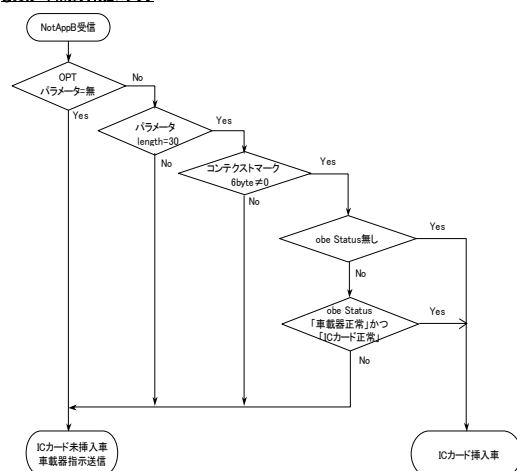 NotAppB受信
OPT
パラメータ=無
No
Yes
パラメータ
length=30
Yes
No
コンテクストマーク
6byte≠0
Yes
No
obe Status無し
Yes
No
obe Status
「車載器正常」かつ
「ICカード正常」
Yes
No
ICカード未挿入車
車載器指示送信
ICカード挿入車